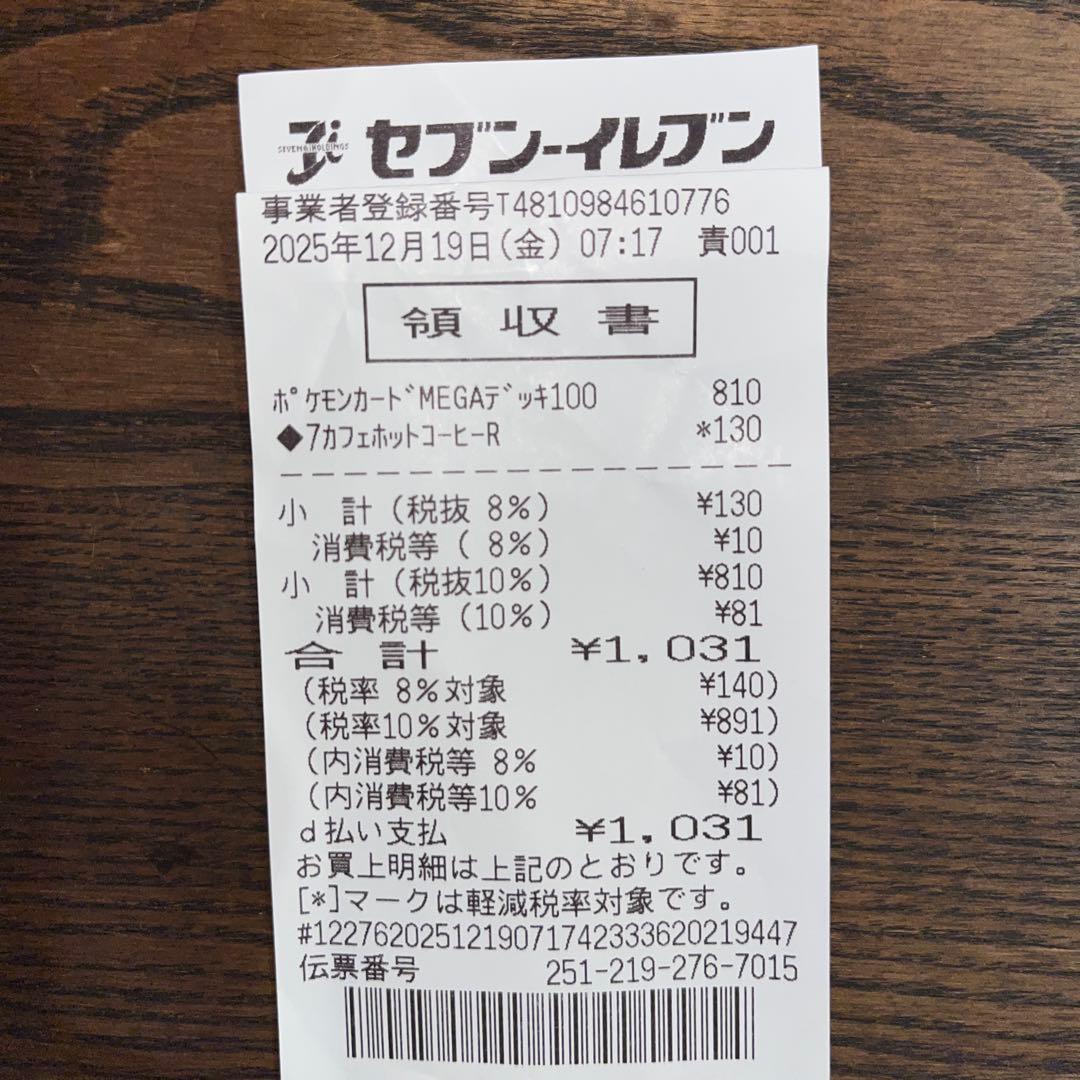 セブン-イレブン
事業者登録番号T4810984610776
2025年12月19日(金) 07:17 責001
領収書
ﾎﾟｹﾓﾝｶｰﾄﾞMEGAﾃﾞｯｷ100 810
◆7ｶﾌｪﾎｯﾄｺｰﾋｰR *130
小 計(税抜 8%) ¥130
消費税等( 8%) ¥10
小 計(税抜10%) ¥810
消費税等(10%) ¥81
合 計 ¥1,031
(税率 8%対象 ¥140)
(税率10%対象 ¥891)
(内消費税等 8% ¥10)
(内消費税等10% ¥81)
d払い支払 ¥1,031
お買上明細は上記のとおりです。
[*]マークは軽減税率対象です。
#1227620251219071742333620219447
伝票番号 251-219-276-7015